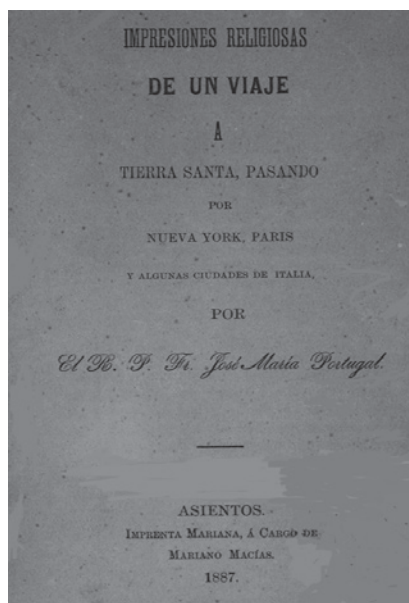 IMPRESIONES RELIGIOSAS
DE UN VIAJE
A
TIERRA SANTA, PASANDO
POR
NUEVA YORK, PARIS
Y ALGUNAS CIUDADES DE ITALIA,
POR
El R. P. Fr. José María Portugal.
ASIENTOS.
IMPRENTA MARIANA, Á CARGO DE
MARIANO MACÍAS.
1887.